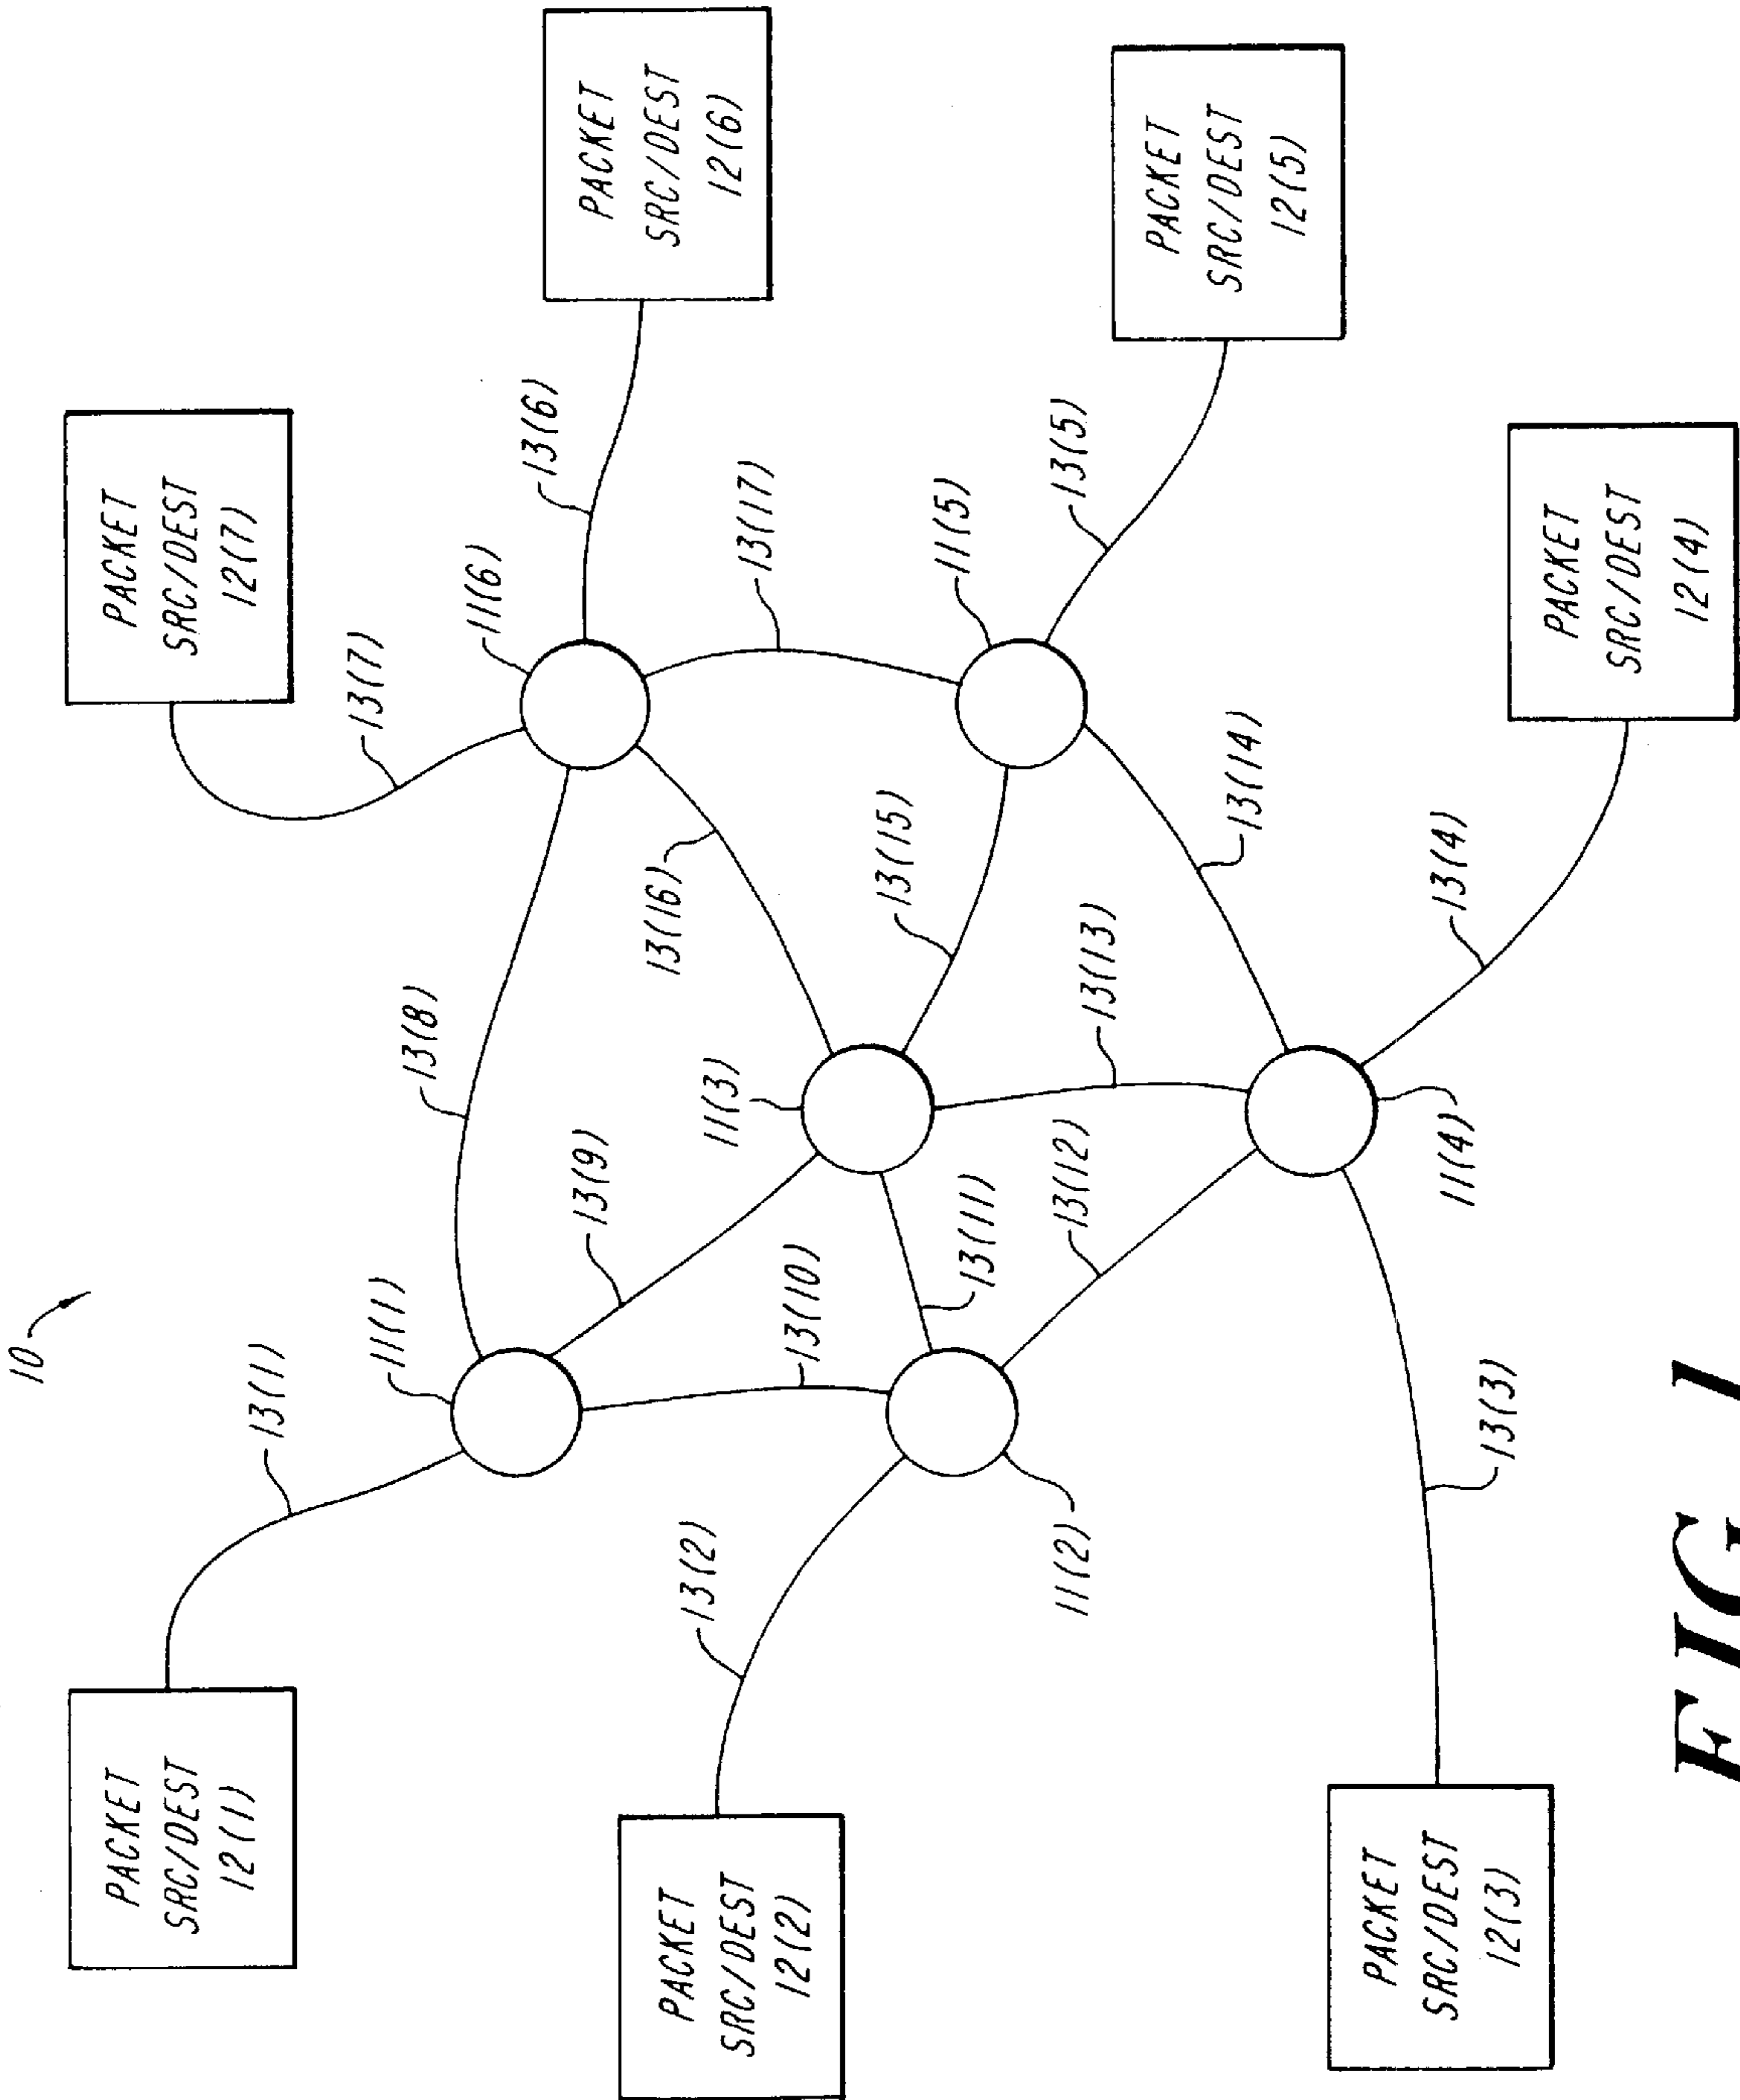 10
PACKET
SRC/DEST
12(1)
13(1)
11(1)
13(8)
13(7)
PACKET
SRC/DEST
12(7)
11(6)
13(6)
PACKET
SRC/DEST
12(6)
13(9)
13(16)
13(17)
PACKET
SRC/DEST
12(2)
13(2)
13(10)
11(3)
13(15)
11(5)
13(11)
11(2)
13(12)
13(13)
13(14)
13(5)
PACKET
SRC/DEST
12(5)
PACKET
SRC/DEST
12(3)
13(3)
11(4)
13(4)
PACKET
SRC/DEST
12(4)
FIG. 1